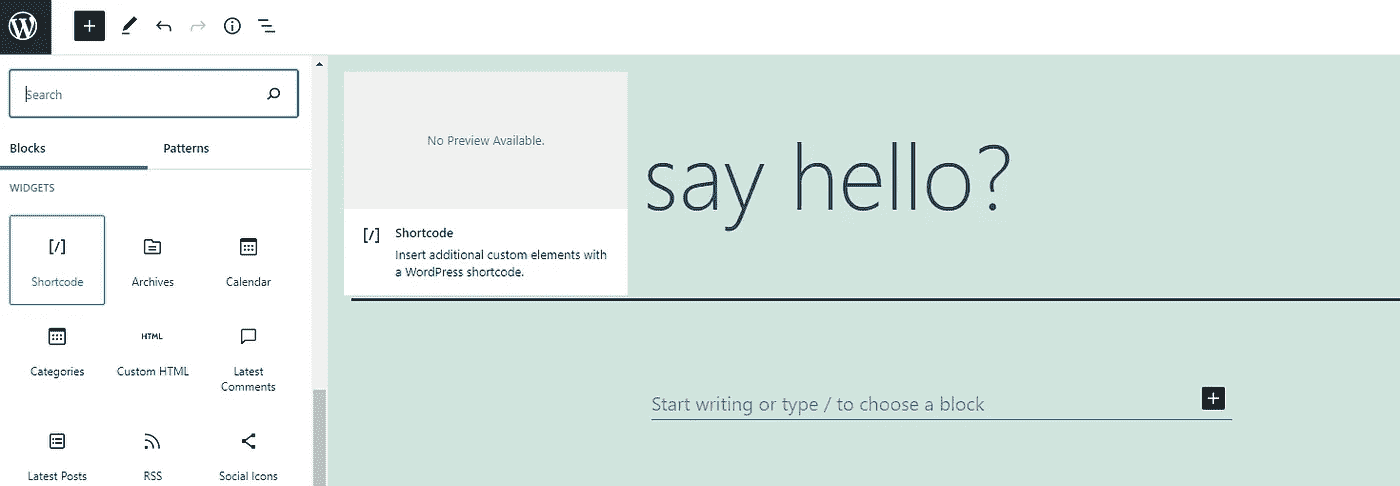 Search
Blocks Patterns
WIDGETS
Shortcode Archives Calendar
Categories
HTML
Custom HTML
Latest
Comments
Latest Posts RSS Social Icons
No Preview Available.
[/] Shortcode
Insert additional custom elements with
a WordPress shortcode.
say hello?
Start writing or type / to choose a block